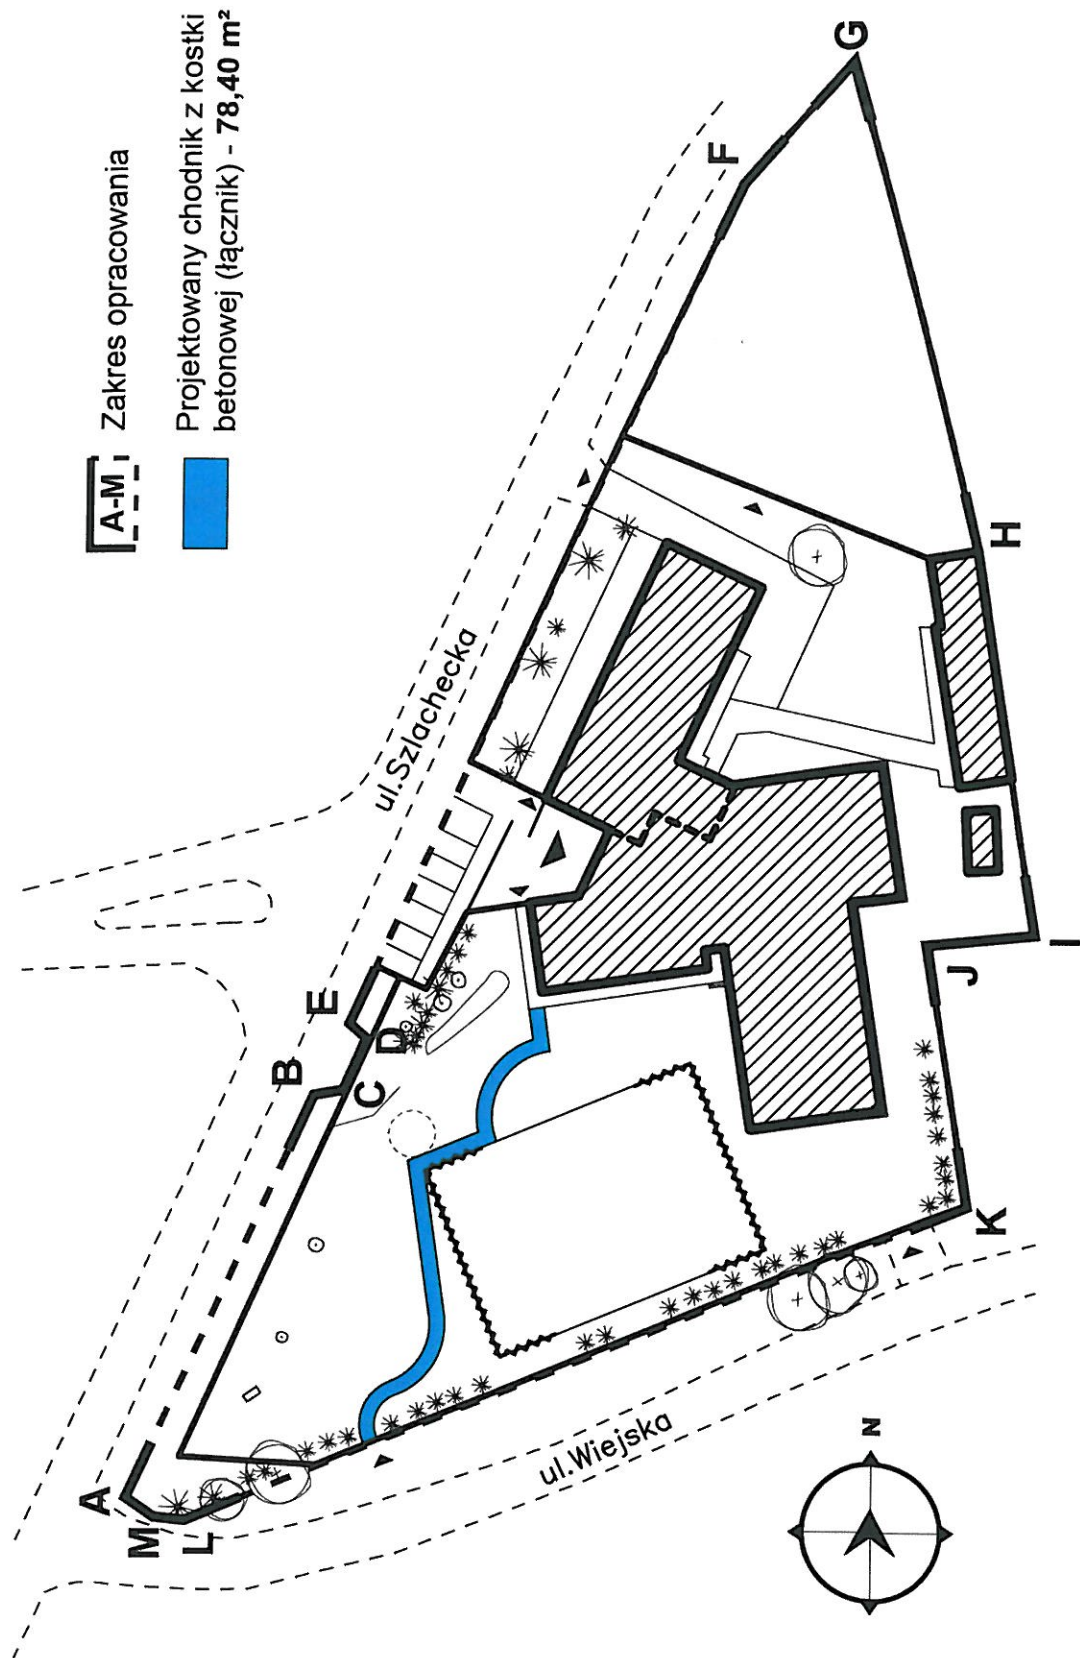 A-M Zakres opracowania
Projektowany chodnik z kostki
betonowej (łącznik) - 78,40 m²
G
F
ul.Szlachecka
H
E
B
D
C
J
I
K
A
M
L
ul.Wiejska
N